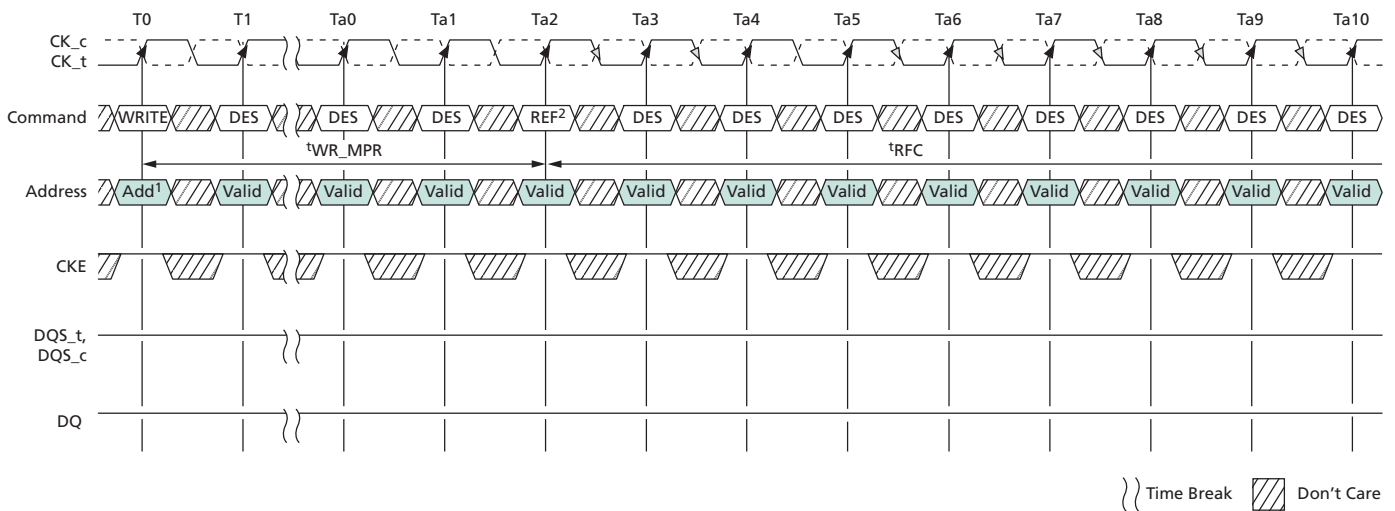 T0 T1 Ta0 Ta1 Ta2 Ta3 Ta4 Ta5 Ta6 Ta7 Ta8 Ta9 Ta10
CK_c
CK_t
Command WRITE DES DES DES REF2 DES DES DES DES DES DES DES DES
tWR_MPR tRFC
Address Add1 Valid Valid Valid Valid Valid Valid Valid Valid Valid Valid Valid Valid
CKE
DQS_t,
DQS_c
DQ
Time Break Don't Care